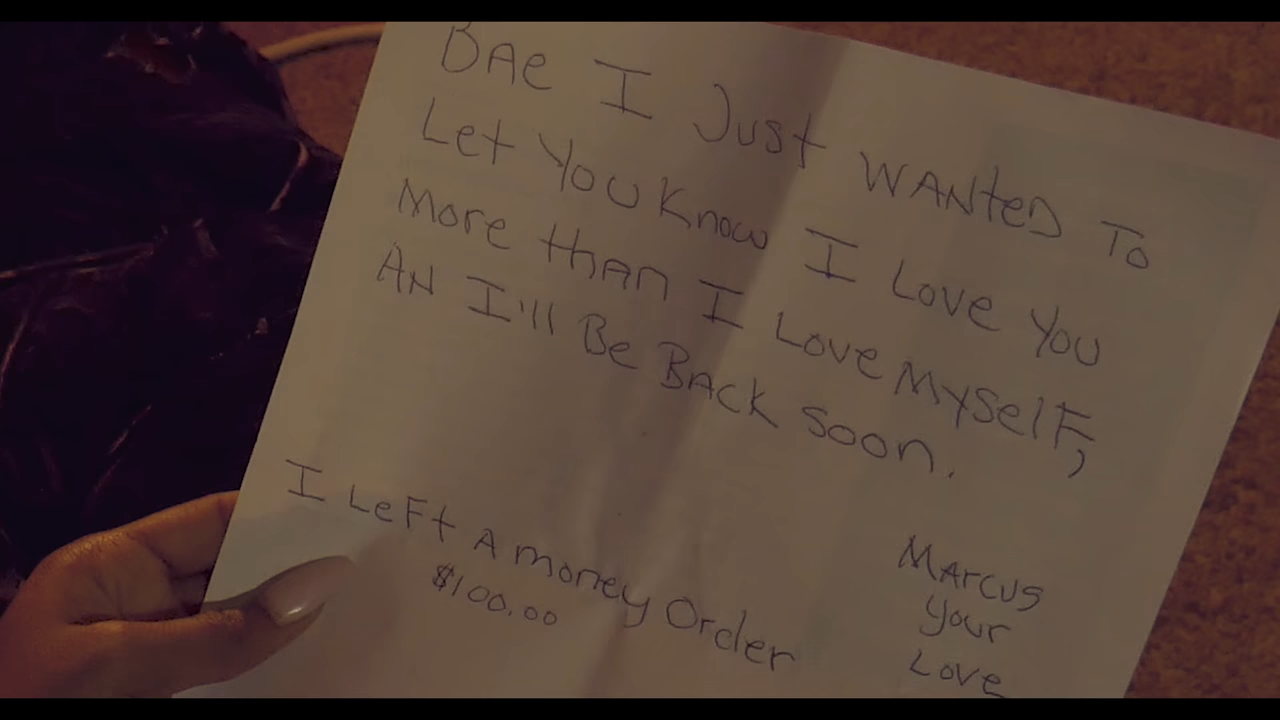 BAe I Just WANteD To
Let You Know I Love You
More thAn I Love Myself,
AN I'll Be BAck soon.
I LeFt A money Order
$100.00
MArcus
your
Love